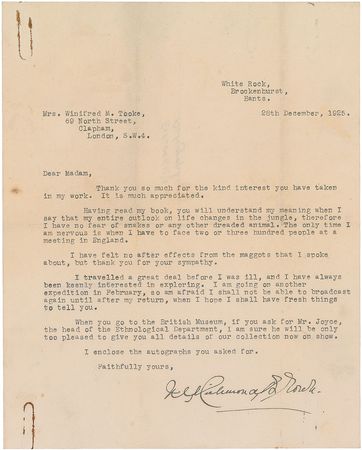 White Rock,
Brockenhurst,
Hants.
Mrs. Winifred M. Tooke,
28th December, 1925.
69 North Street,
Clapham,
London, S.W.4.
Dear Madam,
Thank you so much for the kind interest you have taken
in my work. It is much appreciated.
Having read my book, you will understand my meaning when I
say that my entire outlook on life changes in the jungle, therefore
I have no fear of snakes or any other dreaded animal. The only time I
am nervous is when I have to face two or three hundred people at a
meeting in England.
I have felt no after effects from the maggots that I spoke
about, but thank you for your sympathy.
I travelled a great deal before I was ill, and I have always
been keenly interested in exploring. I am going on another
expedition in February, so am afraid I shall not be able to broadcast
again until after my return, when I hope I shall have fresh things
to tell you.
When you go to the British Museum, if you ask for Mr. Joyce,
the head of the Ethnological Department, I am sure he will be only
too pleased to give you all details of our collection now on show.
I enclose the autographs you asked for.
Faithfully yours,
Richmond Brown.